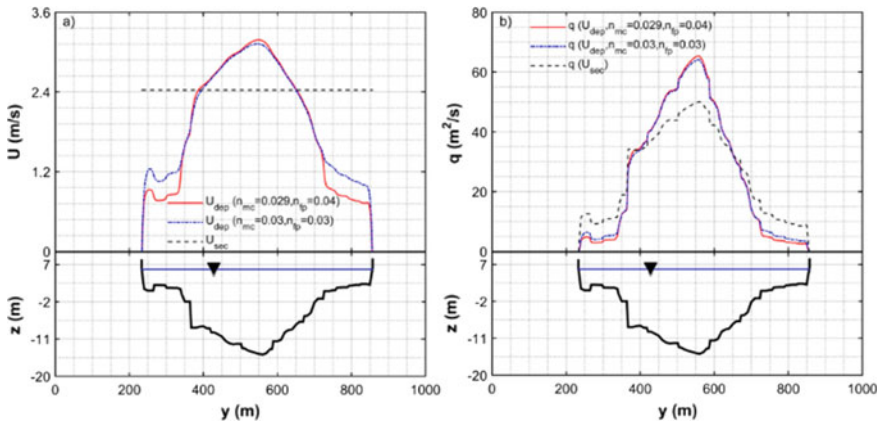 a)
3.6
2.4
1.2
0
U (m/s)
U_dep (n_mc=0.029,n_fp=0.04)
U_dep (n_mc=0.03,n_fp=0.03)
U_sec
7
-2
-11
-20
z (m)
0 200 400 600 800 1000
y (m)
b)
q (U_dep,n_mc=0.029,n_fp=0.04)
q (U_dep,n_mc=0.03,n_fp=0.03)
q (U_sec)
80
60
40
20
0
q (m²/s)
7
-2
-11
-20
z (m)
0 200 400 600 800 1000
y (m)